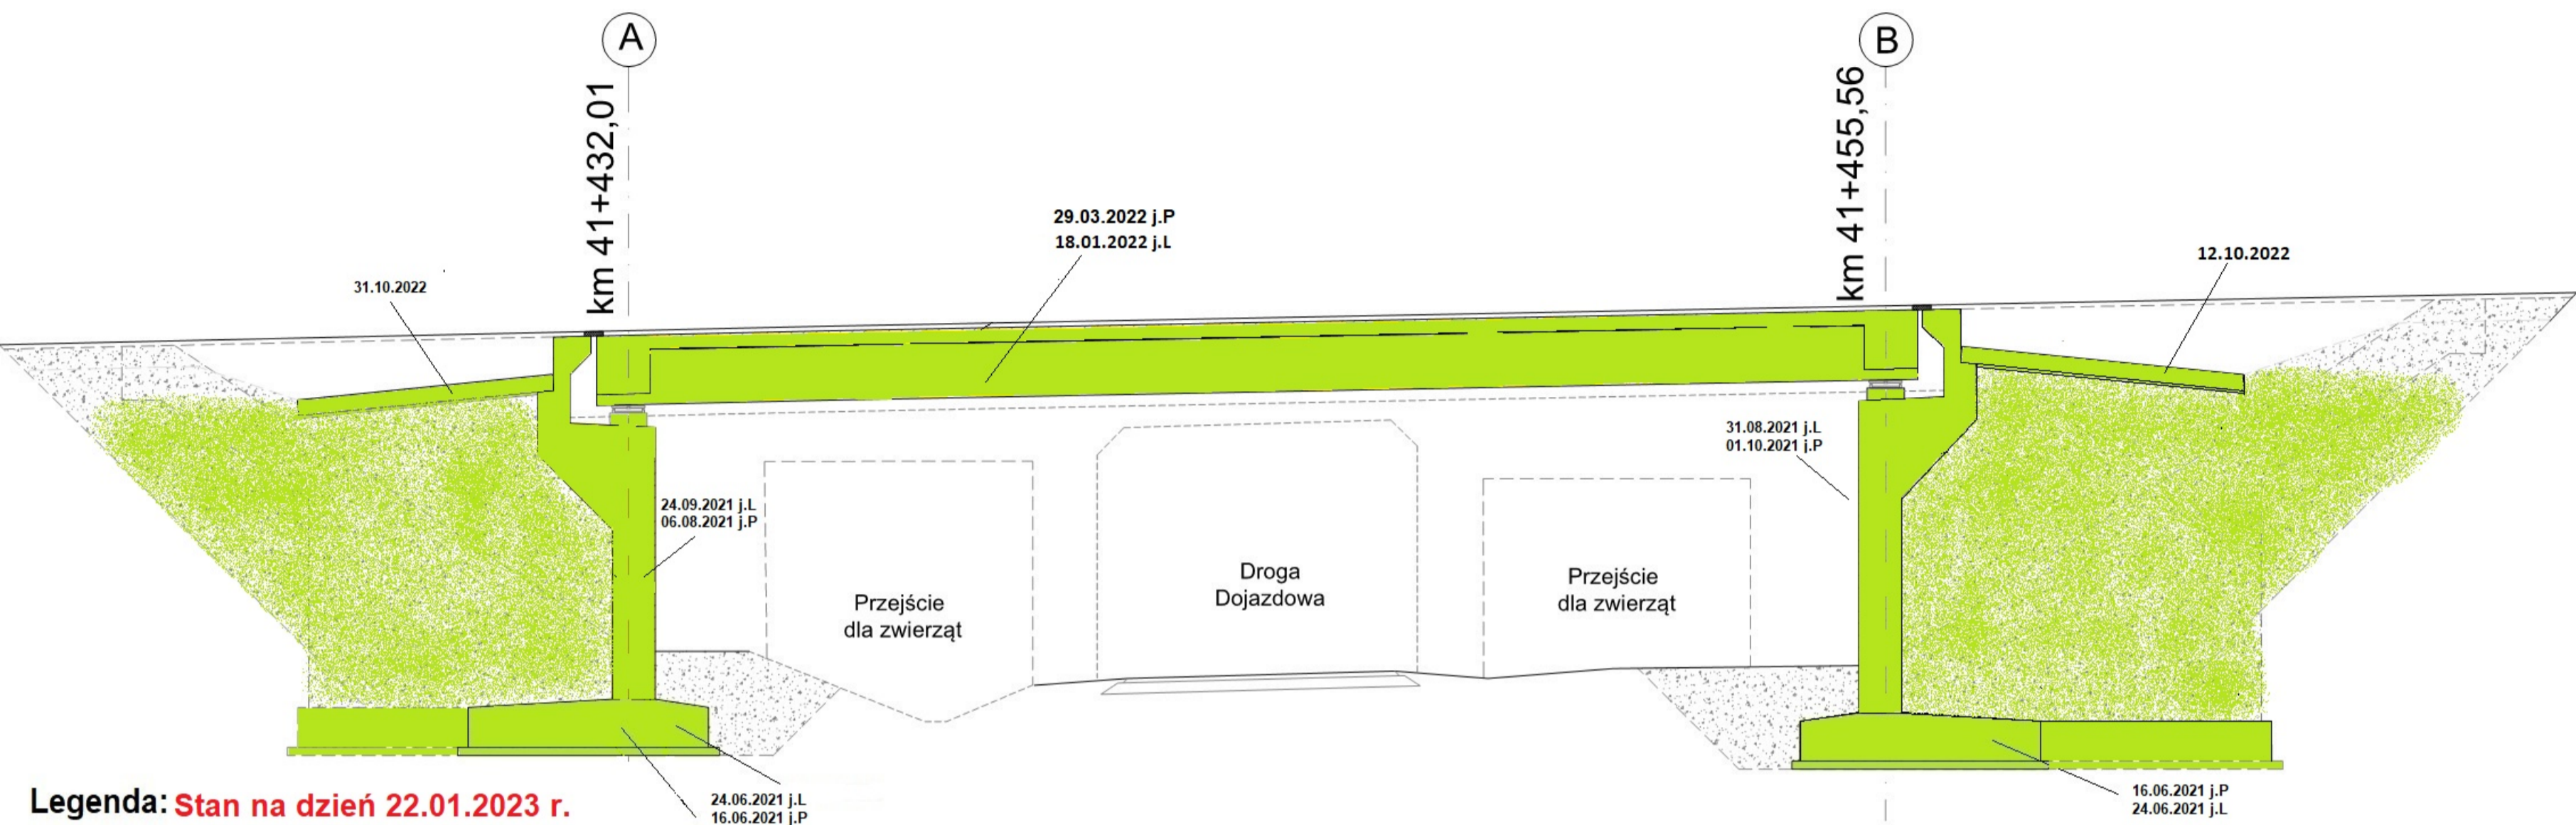 A
B
km 41+432,01
km 41+455,56
29.03.2022 j.P
18.01.2022 j.L
12.10.2022
31.10.2022
31.08.2021 j.L
01.10.2021 j.P
24.09.2021 j.L
06.08.2021 j.P
Przejście
dla zwierząt
Droga
Dojazdowa
Przejście
dla zwierząt
24.06.2021 j.L
16.06.2021 j.P
16.06.2021 j.P
24.06.2021 j.L
Legenda: Stan na dzień 22.01.2023 r.